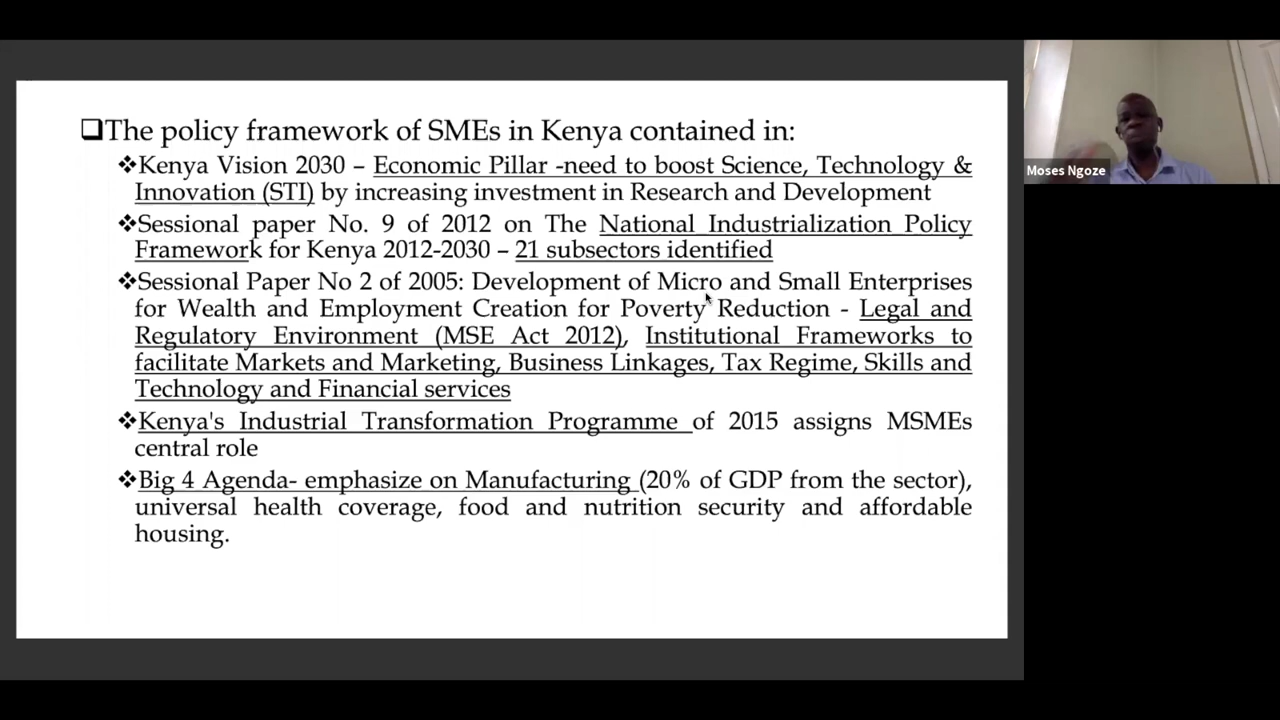 ❑The policy framework of SMEs in Kenya contained in:
❖Kenya Vision 2030 – Economic Pillar -need to boost Science, Technology &
Innovation (STI) by increasing investment in Research and Development
❖Sessional paper No. 9 of 2012 on The National Industrialization Policy
Framework for Kenya 2012-2030 – 21 subsectors identified
❖Sessional Paper No 2 of 2005: Development of Micro and Small Enterprises
for Wealth and Employment Creation for Poverty Reduction - Legal and
Regulatory Environment (MSE Act 2012), Institutional Frameworks to
facilitate Markets and Marketing, Business Linkages, Tax Regime, Skills and
Technology and Financial services
❖Kenya's Industrial Transformation Programme of 2015 assigns MSMEs
central role
❖Big 4 Agenda- emphasize on Manufacturing (20% of GDP from the sector),
universal health coverage, food and nutrition security and affordable
housing.
Moses Ngoze